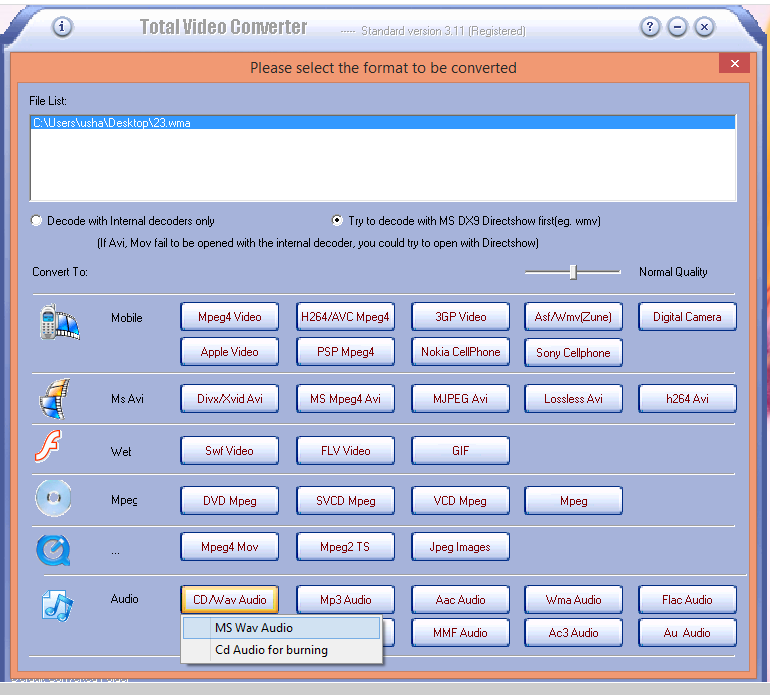 Total Video Converter ----- Standard version 3.11 (Registered)
Please select the format to be converted
File List:
C:\Users\usha\Desktop\23.wma
Decode with Internal decoders only Try to decode with MS DX9 Directshow first(eg. wmv)
(If Avi, Mov fail to be opened with the internal decoder, you could try to open with Directshow)
Convert To: Normal Quality
Mobile Mpeg4 Video H264/AVC Mpeg4 3GP Video Asf/Wmv(Zune) Digital Camera
Apple Video PSP Mpeg4 Nokia CellPhone Sony Cellphone
Ms Avi Divx/Xvid Avi MS Mpeg4 Avi MJPEG Avi Lossless Avi h264 Avi
Web Swf Video FLV Video GIF
Mpeg DVD Mpeg SVCD Mpeg VCD Mpeg Mpeg
... Mpeg4 Mov Mpeg2 TS Jpeg Images
Audio CD/Wav Audio Mp3 Audio Aac Audio Wma Audio Flac Audio
MS Wav Audio MMF Audio Ac3 Audio Au Audio
Cd Audio for burning